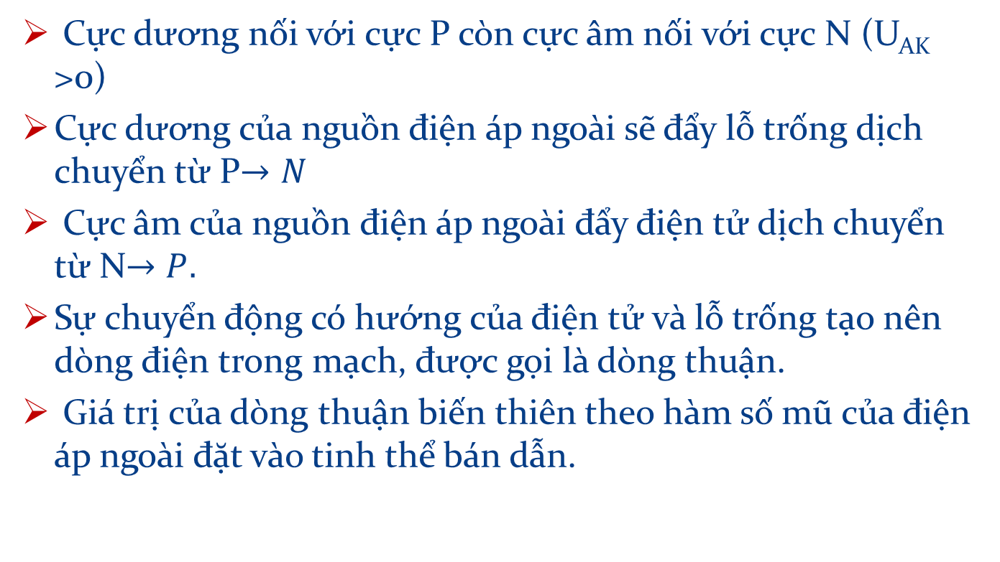 ➢ Cực dương nối với cực P còn cực âm nối với cực N (U_AK
>0)
➢ Cực dương của nguồn điện áp ngoài sẽ đẩy lỗ trống dịch
chuyển từ P→ N
➢ Cực âm của nguồn điện áp ngoài đẩy điện tử dịch chuyển
từ N→ P.
➢ Sự chuyển động có hướng của điện tử và lỗ trống tạo nên
dòng điện trong mạch, được gọi là dòng thuận.
➢ Giá trị của dòng thuận biến thiên theo hàm số mũ của điện
áp ngoài đặt vào tinh thể bán dẫn.